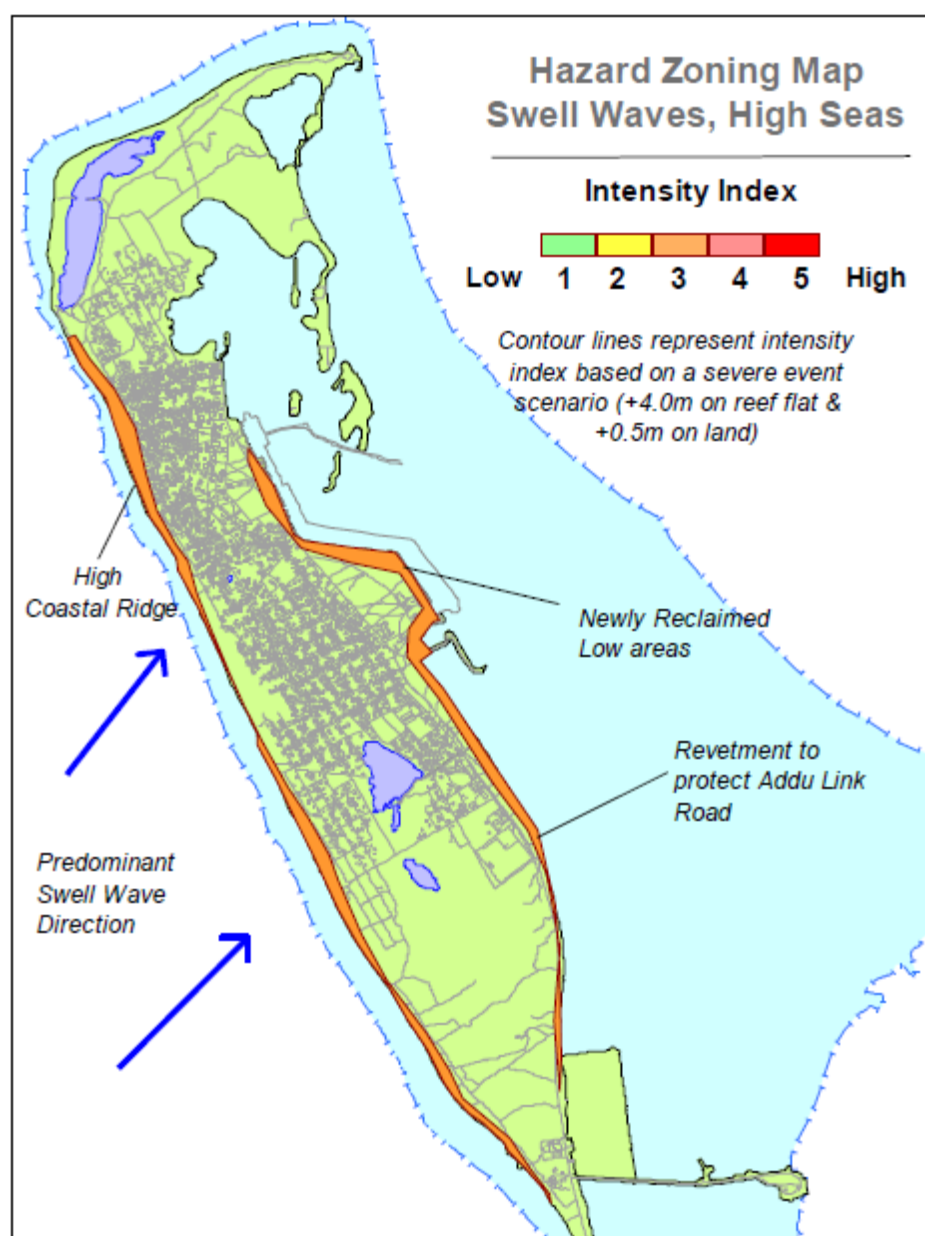 Hazard Zoning Map
Swell Waves, High Seas
Intensity Index
Low 1 2 3 4 5 High
Contour lines represent intensity
index based on a severe event
scenario (+4.0m on reef flat &
+0.5m on land)
High
Coastal Ridge
Newly Reclaimed
Low areas
Revetment to
protect Addu Link
Road
Predominant
Swell Wave
Direction